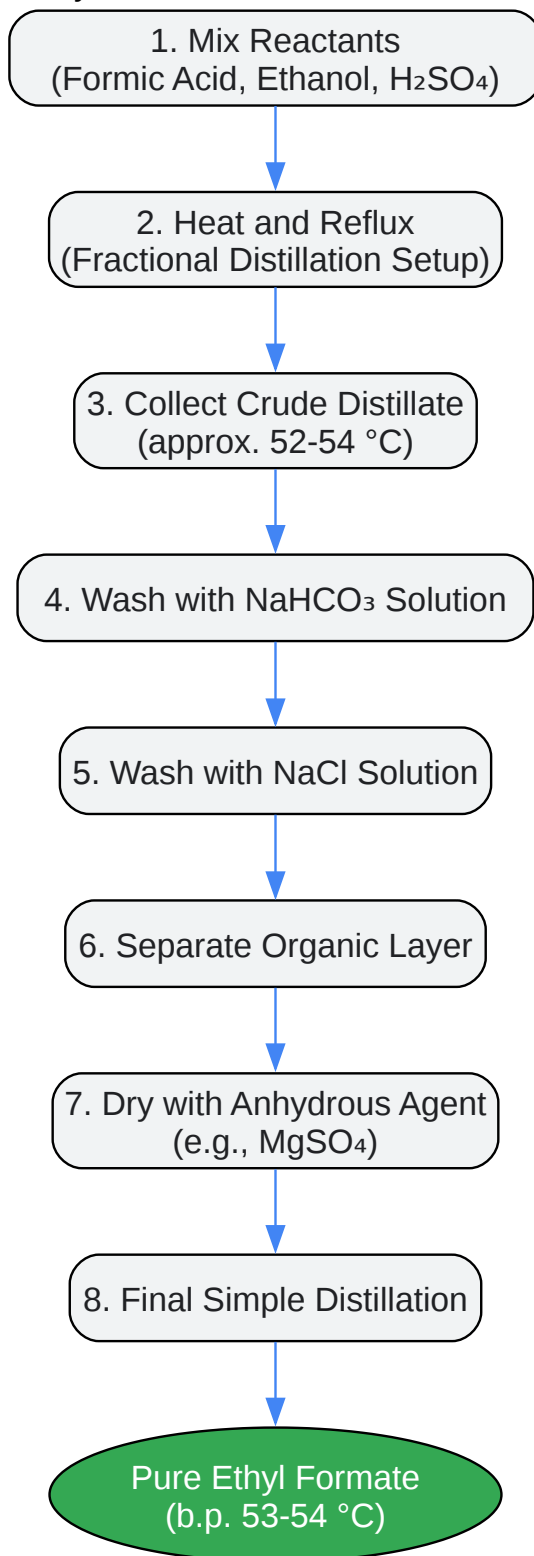 1. Mix Reactants
(Formic Acid, Ethanol, H₂SO₄)
2. Heat and Reflux
(Fractional Distillation Setup)
3. Collect Crude Distillate
(approx. 52-54 °C)
4. Wash with NaHCO₃ Solution
5. Wash with NaCl Solution
6. Separate Organic Layer
7. Dry with Anhydrous Agent
(e.g., MgSO₄)
8. Final Simple Distillation
Pure Ethyl Formate
(b.p. 53-54 °C)